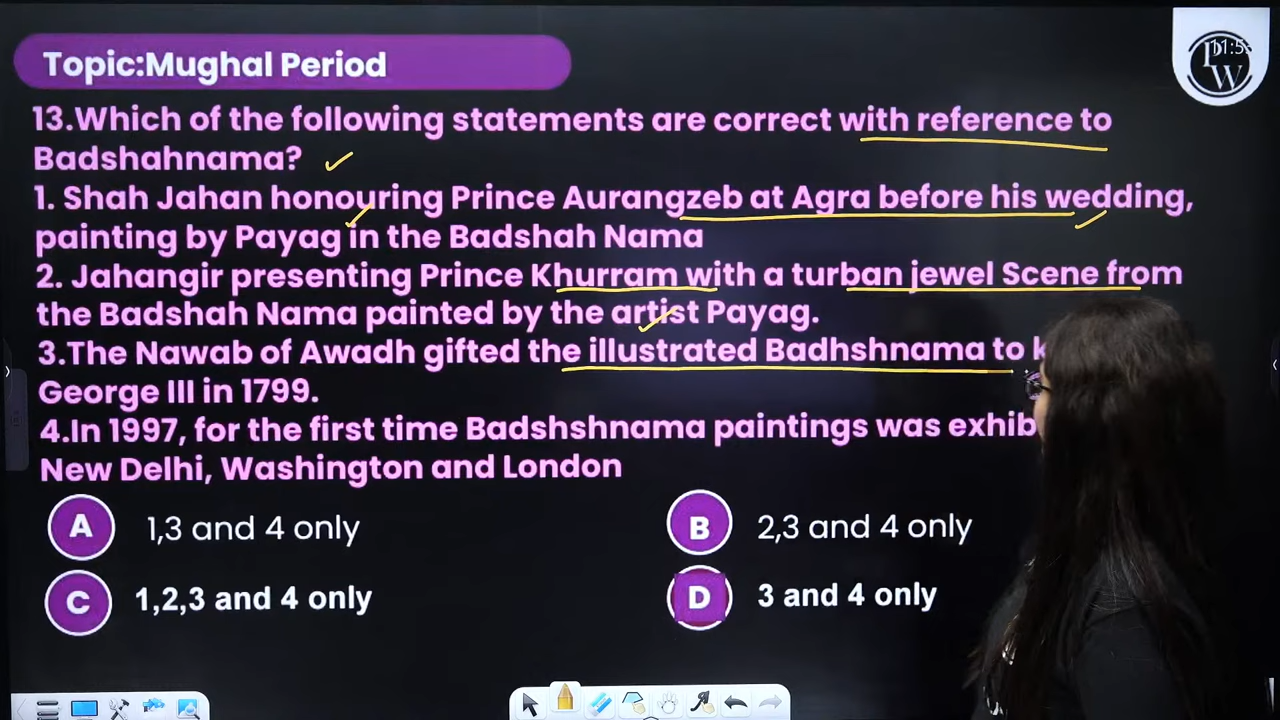 Topic:Mughal Period
11:5
PW
13.Which of the following statements are correct with reference to
Badshahnama?
1. Shah Jahan honouring Prince Aurangzeb at Agra before his wedding,
painting by Payag in the Badshah Nama
2. Jahangir presenting Prince Khurram with a turban jewel Scene from
the Badshah Nama painted by the artist Payag.
3.The Nawab of Awadh gifted the illustrated Badhshnama to
George III in 1799.
4.In 1997, for the first time Badshshnama paintings was
New Delhi, Washington and London
A 1,3 and 4 only
B 2,3 and 4 only
C 1,2,3 and 4 only
D 3 and 4 only